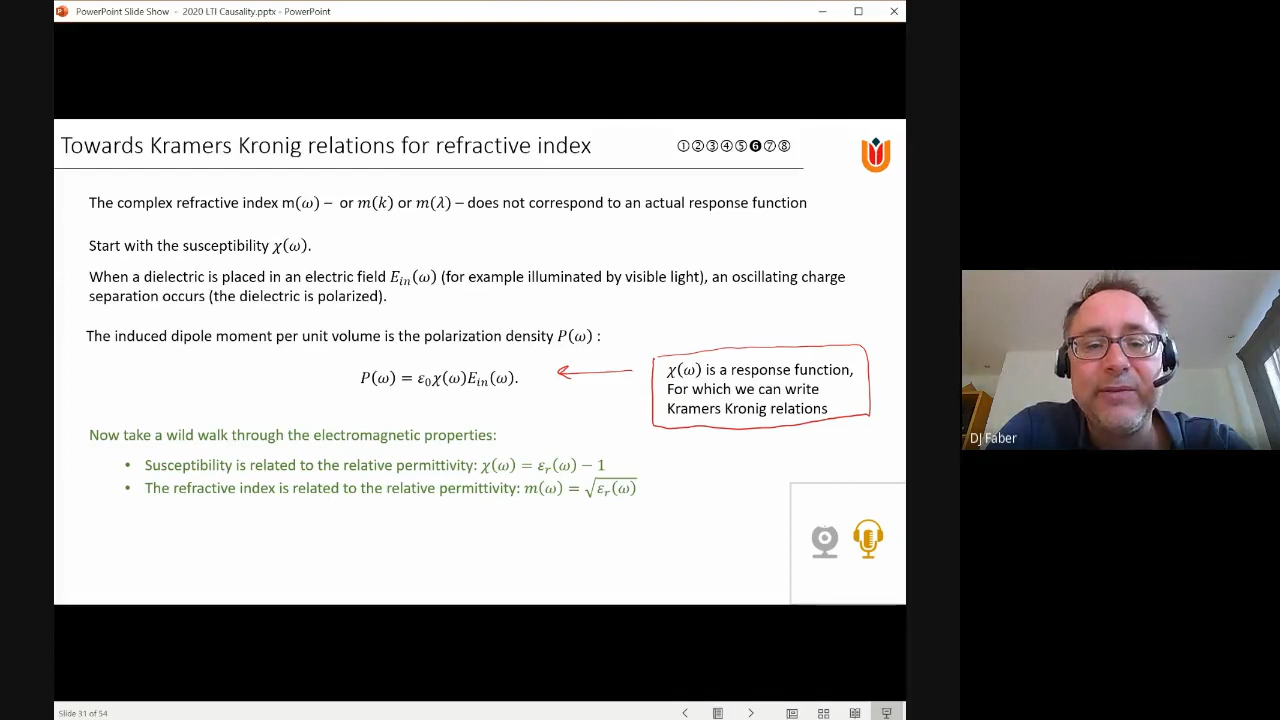 PowerPoint Slide Show - 2020 LTI Causality.pptx - PowerPoint
Towards Kramers Kronig relations for refractive index ①②③④⑤❻⑦⑧
The complex refractive index m(ω) − or m(k) or m(λ) − does not correspond to an actual response function
Start with the susceptibility χ(ω).
When a dielectric is placed in an electric field E_in(ω) (for example illuminated by visible light), an oscillating charge
separation occurs (the dielectric is polarized).
The induced dipole moment per unit volume is the polarization density P(ω) :
P(ω) = ε₀χ(ω)E_in(ω).
χ(ω) is a response function,
For which we can write
Kramers Kronig relations
Now take a wild walk through the electromagnetic properties:
• Susceptibility is related to the relative permittivity: χ(ω) = ε_r(ω) − 1
• The refractive index is related to the relative permittivity: m(ω) = √ε_r(ω)
DJ Faber
Slide 31 of 54